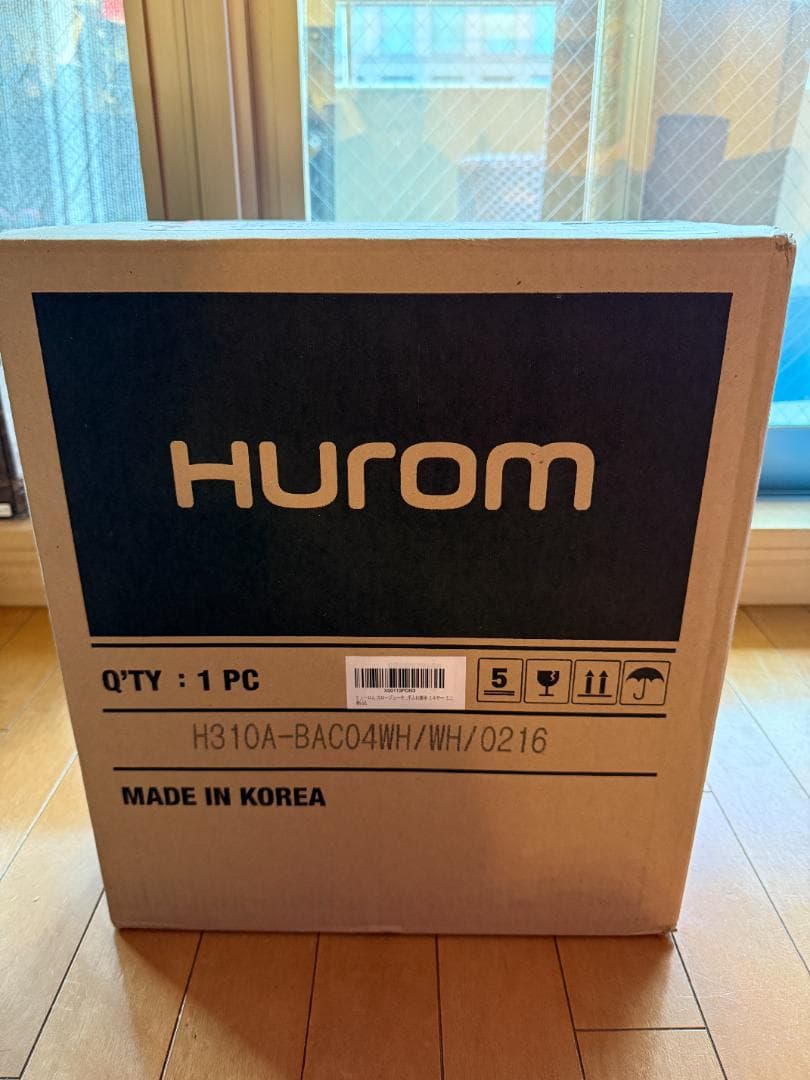 HUROM
Q'TY : 1 PC
5
H310A-BAC04WH/WH/0216
MADE IN KOREA